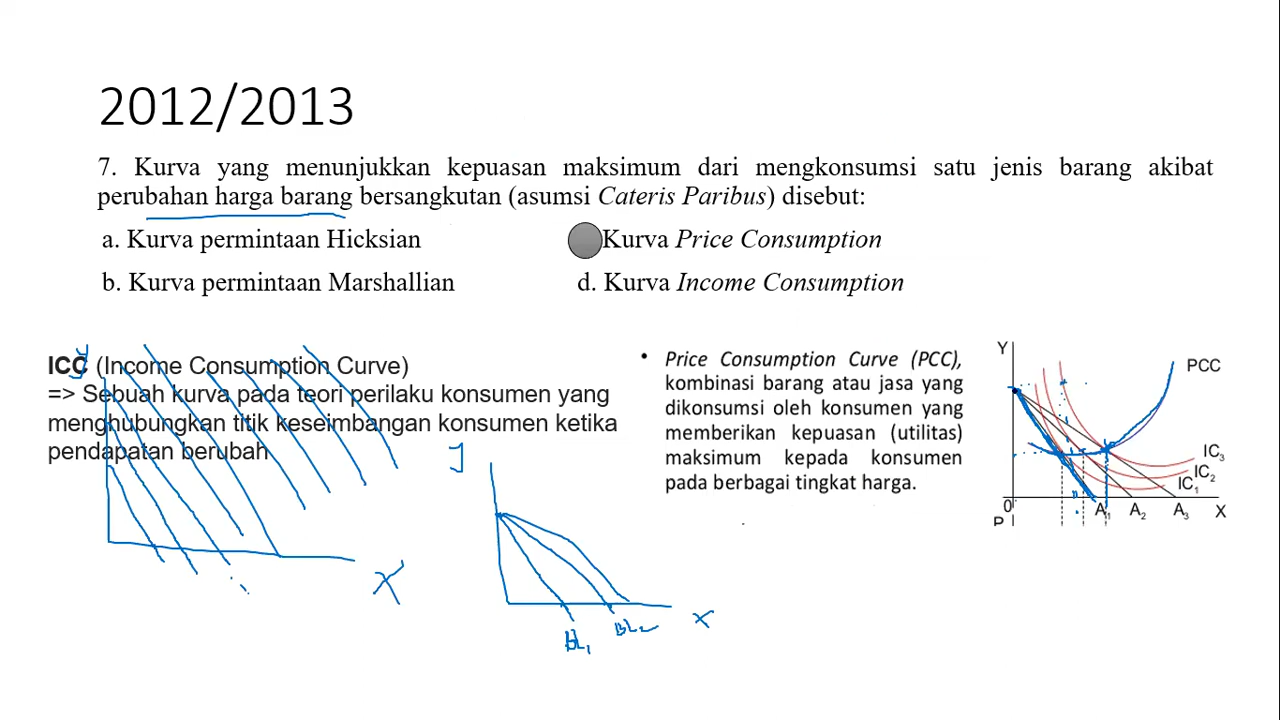 2012/2013
7. Kurva yang menunjukkan kepuasan maksimum dari mengkonsumsi satu jenis barang akibat
perubahan harga barang bersangkutan (asumsi Cateris Paribus) disebut:
a. Kurva permintaan Hicksian
Kurva Price Consumption
b. Kurva permintaan Marshallian
d. Kurva Income Consumption
ICC (Income Consumption Curve)
=> Sebuah kurva pada teori perilaku konsumen yang
menghubungkan titik keseimbangan konsumen ketika
pendapatan berubah
y
X
X
BL1
BL2
• Price Consumption Curve (PCC),
kombinasi barang atau jasa yang
dikonsumsi oleh konsumen yang
memberikan kepuasan (utilitas)
maksimum kepada konsumen
pada berbagai tingkat harga.
Y
PCC
IC3
IC2
IC1
0
A1 A2 A3 X